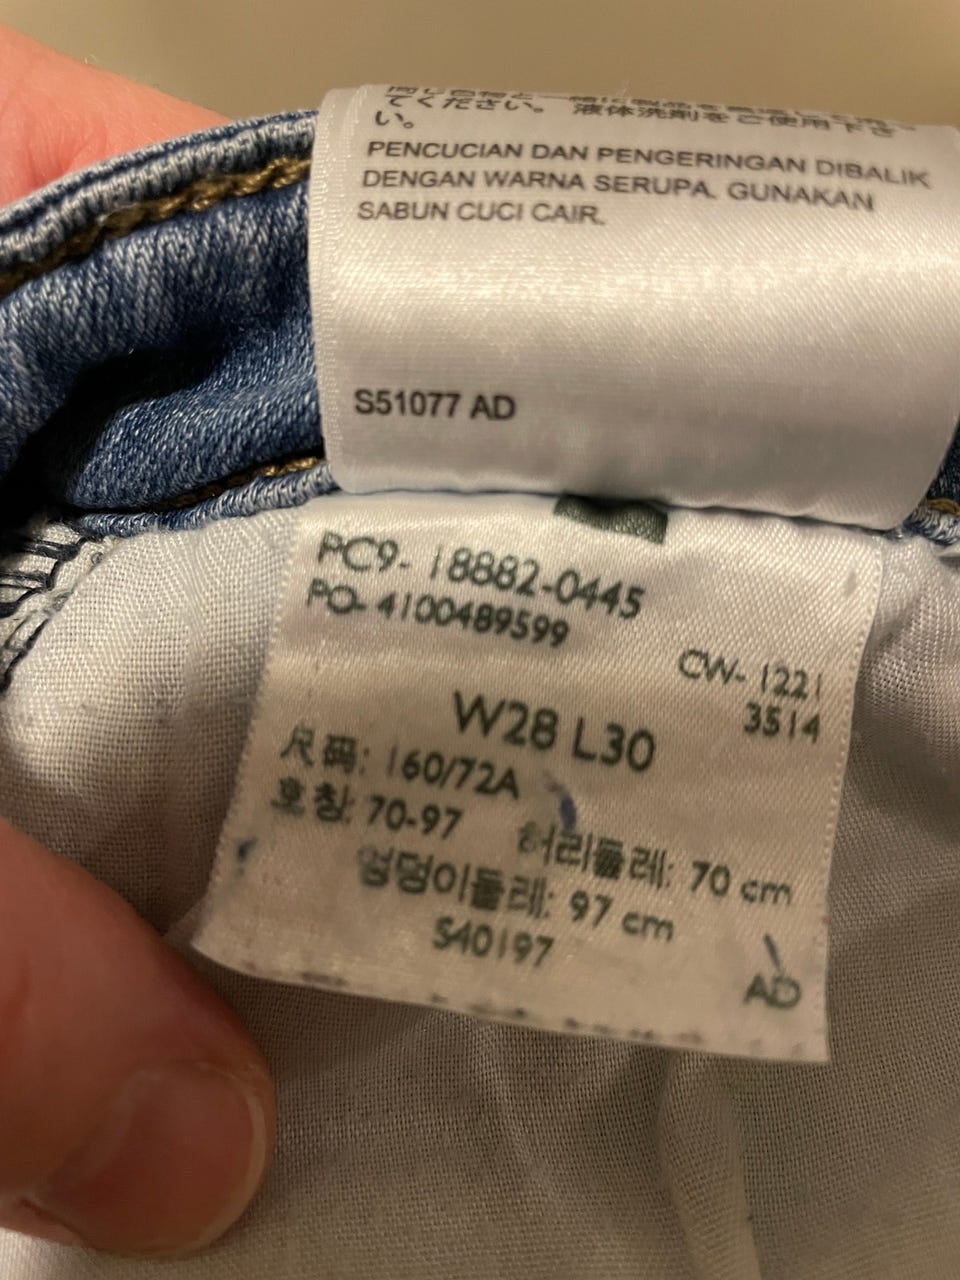 てください。 液体洗剤をご使用下さ
い。
PENCUCIAN DAN PENGERINGAN DIBALIK
DENGAN WARNA SERUPA. GUNAKAN
SABUN CUCI CAIR.
S51077 AD
PC9- 18882-0445
PO- 4100489599
CW- 1221
3514
W28 L30
尺码: 160/72A
호칭: 70-97
허리둘레: 70 cm
엉덩이둘레: 97 cm
S40197
AD